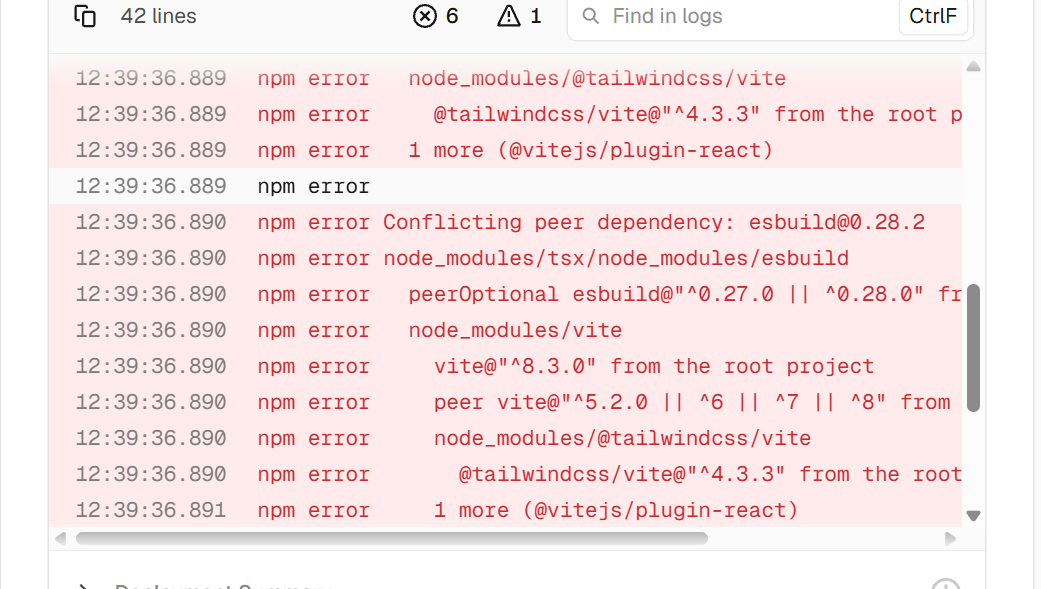 42 lines 6 1 Find in logs CtrlF
12:39:36.889 npm error node_modules/@tailwindcss/vite
12:39:36.889 npm error @tailwindcss/vite@"^4.3.3" from the root p
12:39:36.889 npm error 1 more (@vitejs/plugin-react)
12:39:36.889 npm error
12:39:36.890 npm error Conflicting peer dependency: esbuild@0.28.2
12:39:36.890 npm error node_modules/tsx/node_modules/esbuild
12:39:36.890 npm error peerOptional esbuild@"^0.27.0 || ^0.28.0" fr
12:39:36.890 npm error node_modules/vite
12:39:36.890 npm error vite@"^8.3.0" from the root project
12:39:36.890 npm error peer vite@"^5.2.0 || ^6 || ^7 || ^8" from
12:39:36.890 npm error node_modules/@tailwindcss/vite
12:39:36.890 npm error @tailwindcss/vite@"^4.3.3" from the root
12:39:36.891 npm error 1 more (@vitejs/plugin-react)
Deployment Summary